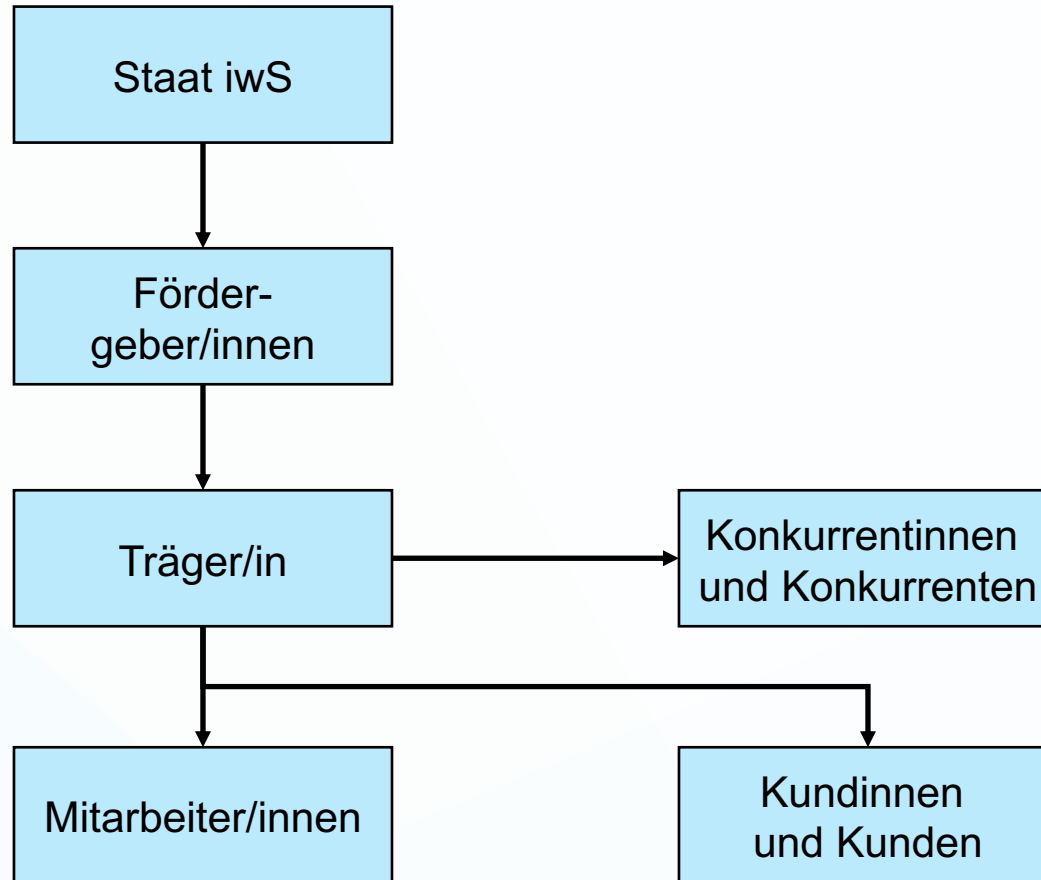 Staat iwS
Förder-
geber/innen
Träger/in
Konkurrentinnen
und Konkurrenten
Mitarbeiter/innen
Kundinnen
und Kunden